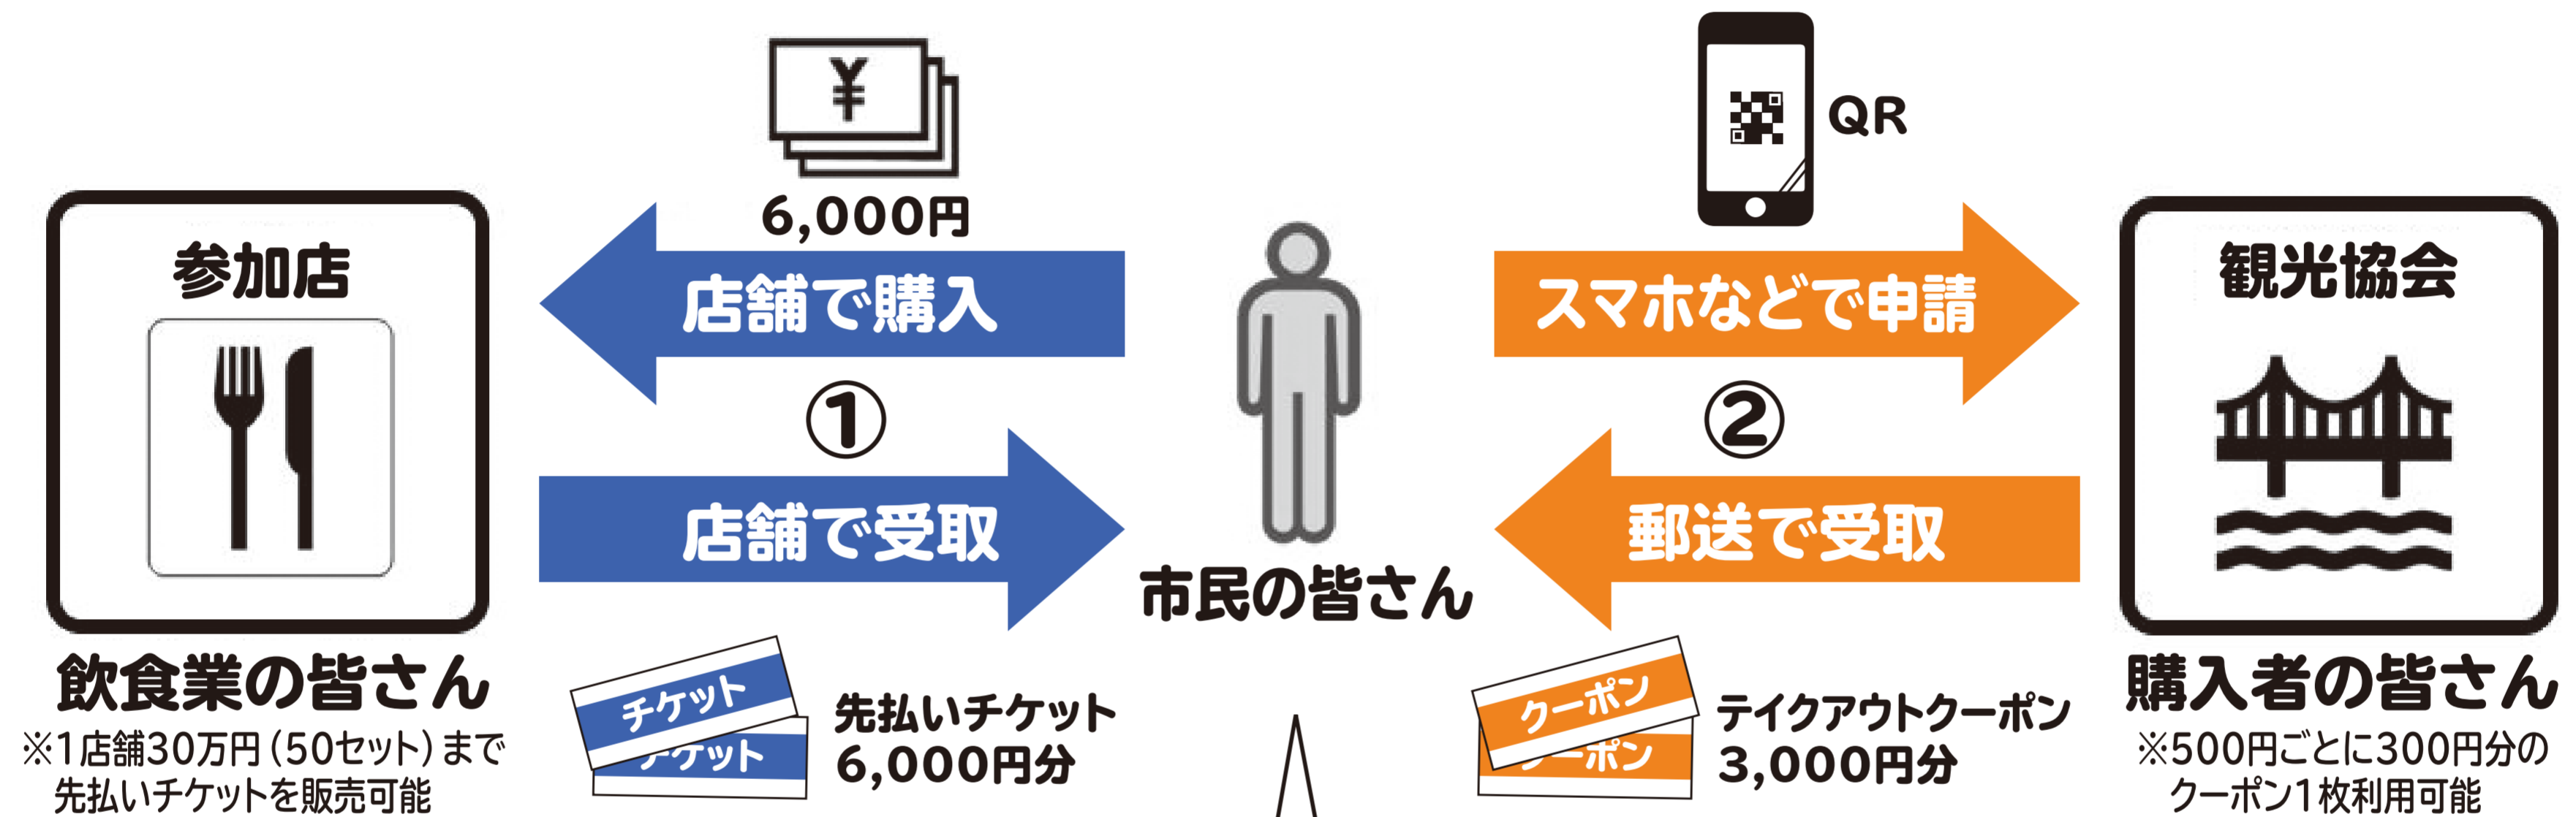 参加店
飲食業の皆さん
※1店舗30万円（50セット）まで
先払いチケットを販売可能
¥
6,000円
店舗で購入
①
店舗で受取
チケット
チケット
先払いチケット
6,000円分
市民の皆さん
QR
スマホなどで申請
②
郵送で受取
クーポン
クーポン
テイクアウトクーポン
3,000円分
観光協会
購入者の皆さん
※500円ごとに300円分の
クーポン1枚利用可能